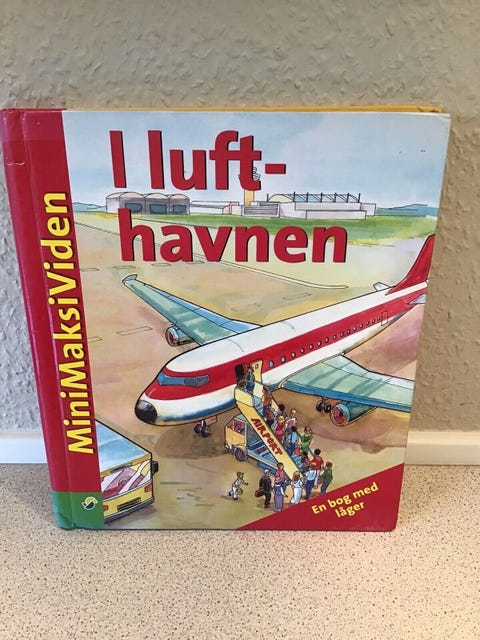 I luft-
havnen
MiniMaksiViden
AIRPORT
En bog med
låger